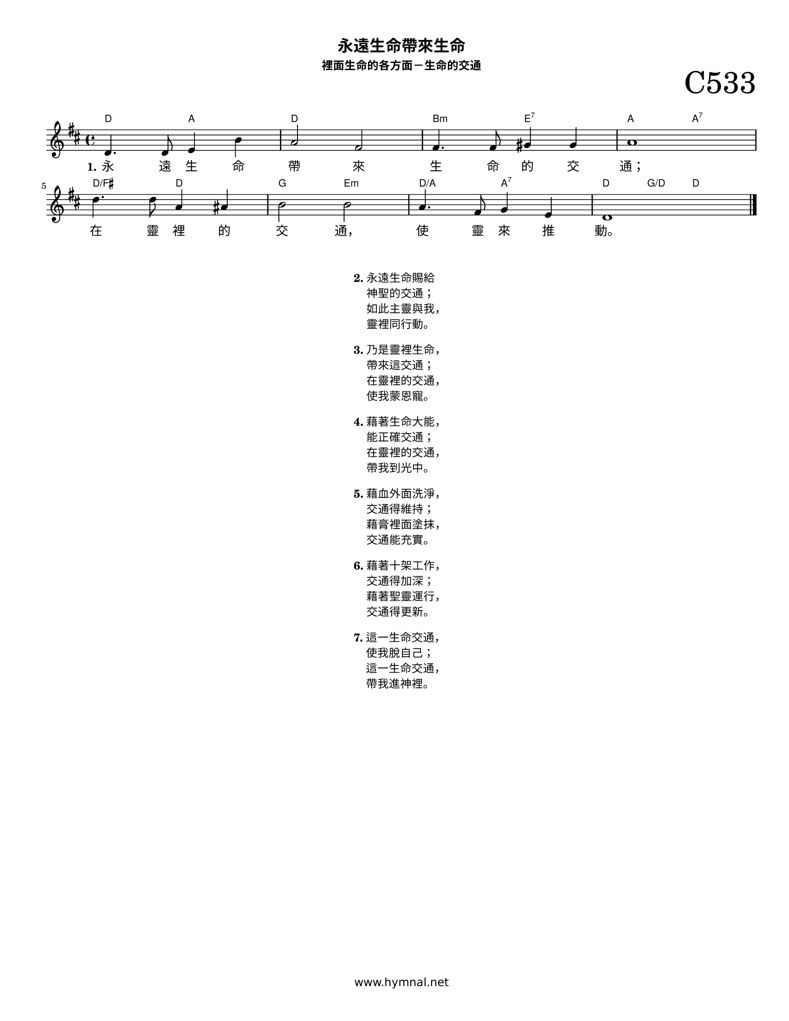 永遠生命帶來生命
裡面生命的各方面－生命的交通
C533
D A D Bm E7 A A7
1. 永 遠 生 命 帶 來 生 命 的 交 通；
5 D/F# D G Em D/A A7 D G/D D
在 靈 裡 的 交 通， 使 靈 來 推 動。
2. 永遠生命賜給
神聖的交通；
如此主靈與我，
靈裡同行動。
3. 乃是靈裡生命，
帶來這交通；
在靈裡的交通，
使我蒙恩寵。
4. 藉著生命大能，
能正確交通；
在靈裡的交通，
帶我到光中。
5. 藉血外面洗淨，
交通得維持；
藉膏裡面塗抹，
交通能充實。
6. 藉著十架工作，
交通得加深；
藉著聖靈運行，
交通得更新。
7. 這一生命交通，
使我脫自己；
這一生命交通，
帶我進神裡。
www.hymnal.net